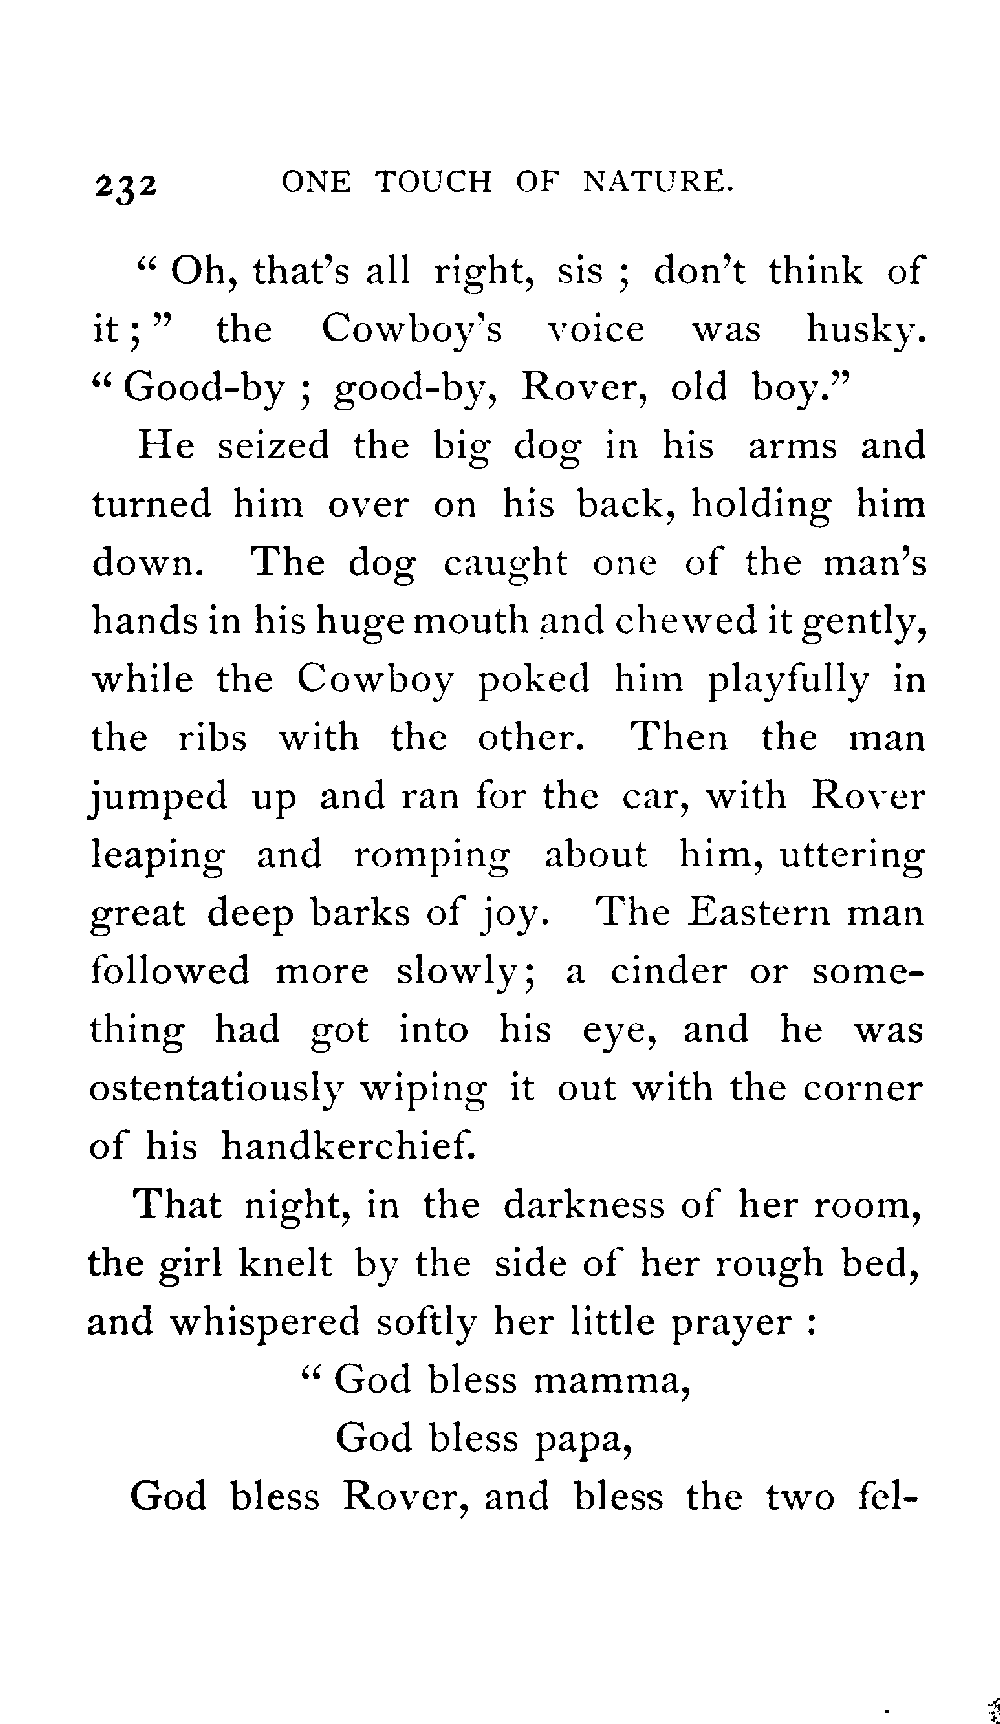 232 ONE TOUCH OF NATURE.
“ Oh, that’s all right, sis ; don’t think of
it ; ” the Cowboy’s voice was husky.
“ Good-by ; good-by, Rover, old boy.”
He seized the big dog in his arms and
turned him over on his back, holding him
down. The dog caught one of the man’s
hands in his huge mouth and chewed it gently,
while the Cowboy poked him playfully in
the ribs with the other. Then the man
jumped up and ran for the car, with Rover
leaping and romping about him, uttering
great deep barks of joy. The Eastern man
followed more slowly; a cinder or some-
thing had got into his eye, and he was
ostentatiously wiping it out with the corner
of his handkerchief.
That night, in the darkness of her room,
the girl knelt by the side of her rough bed,
and whispered softly her little prayer :
“ God bless mamma,
God bless papa,
God bless Rover, and bless the two fel-